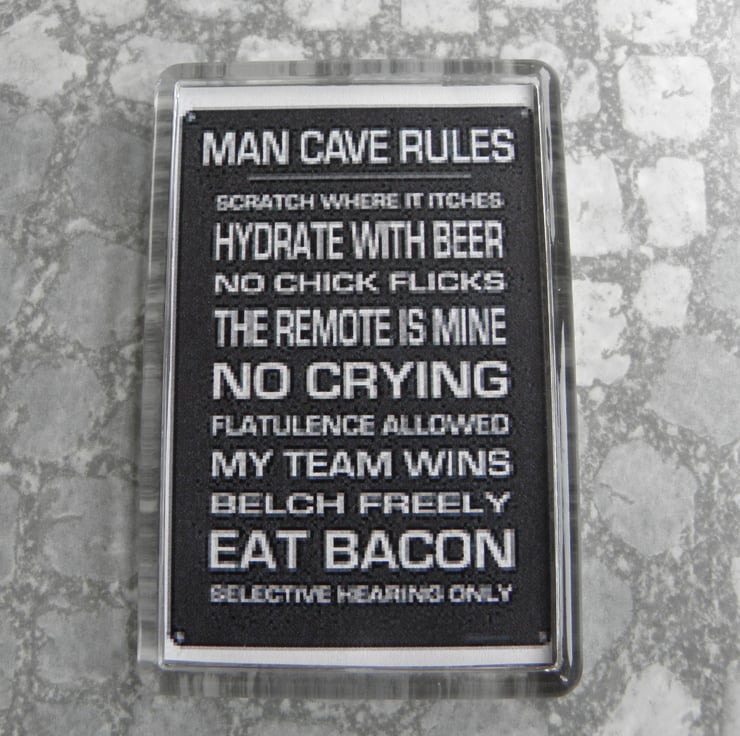 MAN CAVE RULES
SCRATCH WHERE IT ITCHES
HYDRATE WITH BEER
NO CHICK FLICKS
THE REMOTE IS MINE
NO CRYING
FLATULENCE ALLOWED
MY TEAM WINS
BELCH FREELY
EAT BACON
SELECTIVE HEARING ONLY